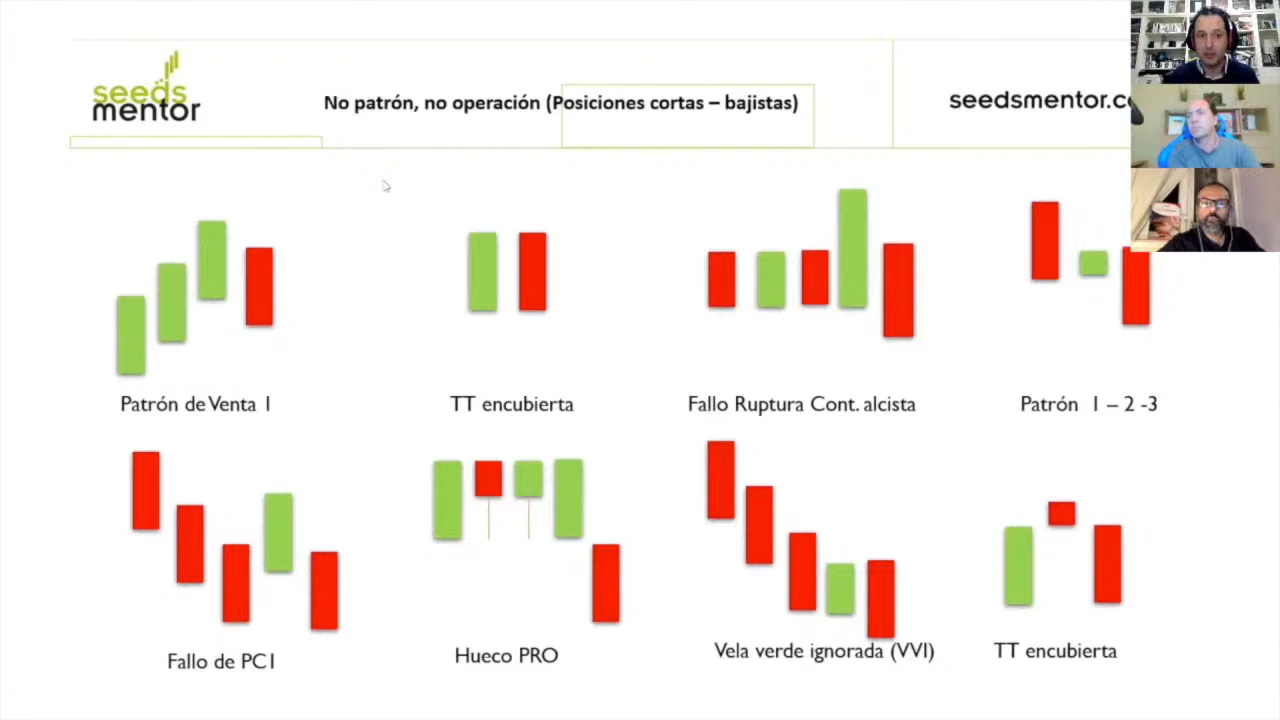 seeds
mentor
No patrón, no operación (Posiciones cortas – bajistas)
seedsmentor.c
Patrón de Venta 1
TT encubierta
Fallo Ruptura Cont. alcista
Patrón 1 – 2 -3
Fallo de PC1
Hueco PRO
Vela verde ignorada (VVI)
TT encubierta